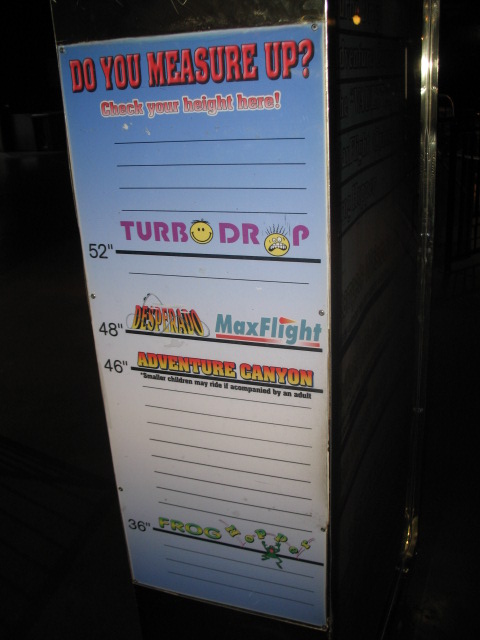 DO YOU MEASURE UP?
Check your height here!
TURBO DROP
52"
DESPERADO MaxFlight
48"
46" ADVENTURE CANYON
*Smaller children may ride if acompanied by an adult
36" FROG Hopper